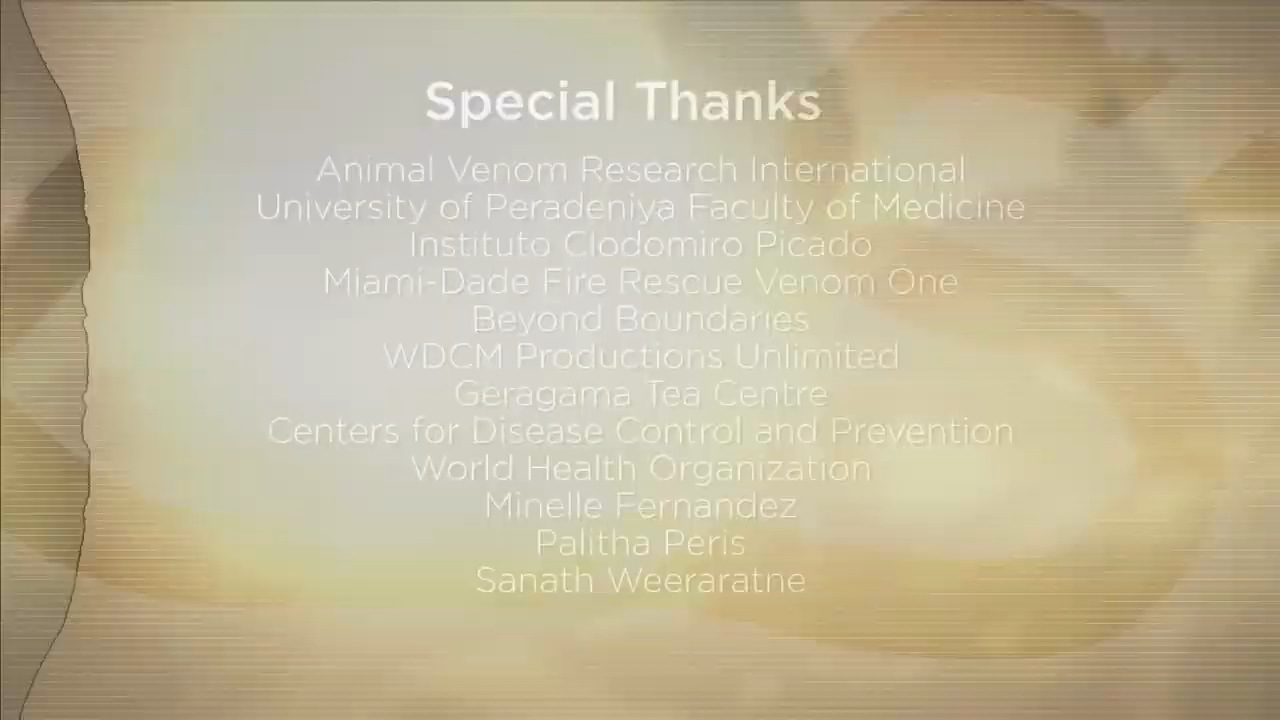 Special Thanks
Animal Venom Research International
University of Peradeniya Faculty of Medicine
Instituto Clodomiro Picado
Miami-Dade Fire Rescue Venom One
Beyond Boundaries
WDCM Productions Unlimited
Geragama Tea Centre
Centers for Disease Control and Prevention
World Health Organization
Minelle Fernandez
Palitha Peris
Sanath Weeraratne